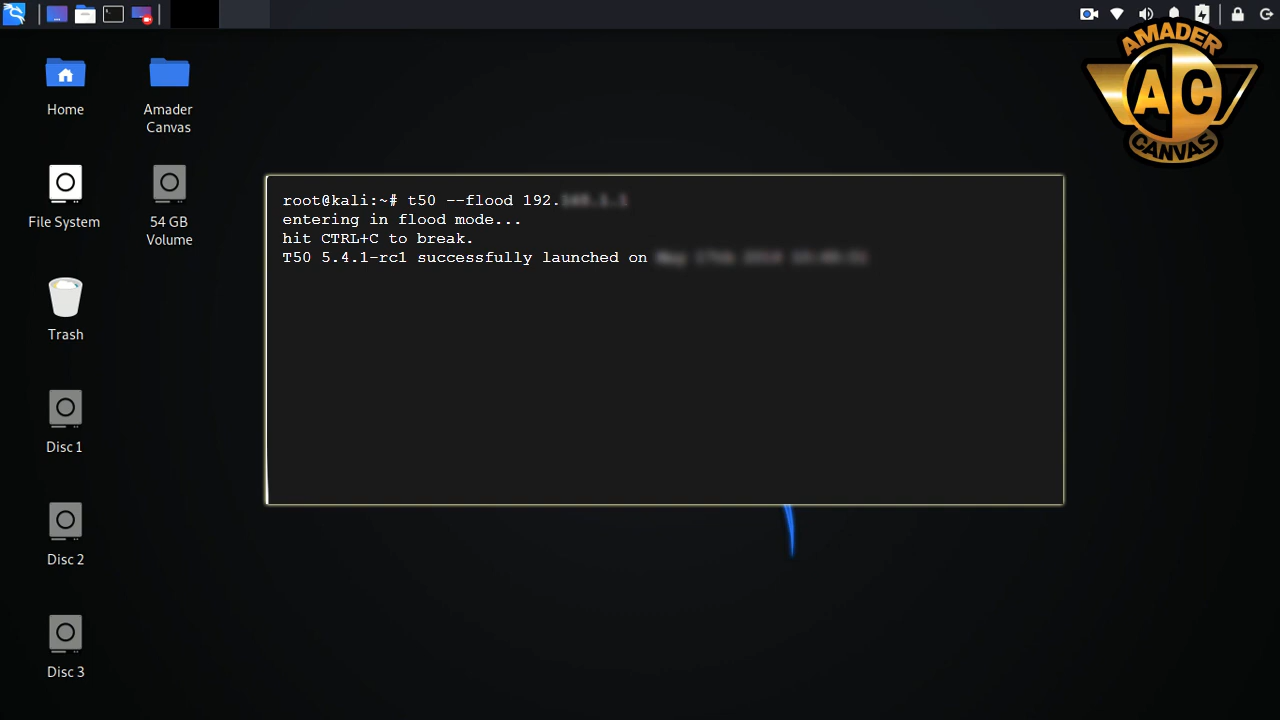 AMADER
AC
CANVAS
Home
Amader
Canvas
File System
54 GB
Volume
Trash
Disc 1
Disc 2
Disc 3
root@kali:~# t50 --flood 192.
entering in flood mode...
hit CTRL+C to break.
T50 5.4.1-rc1 successfully launched on